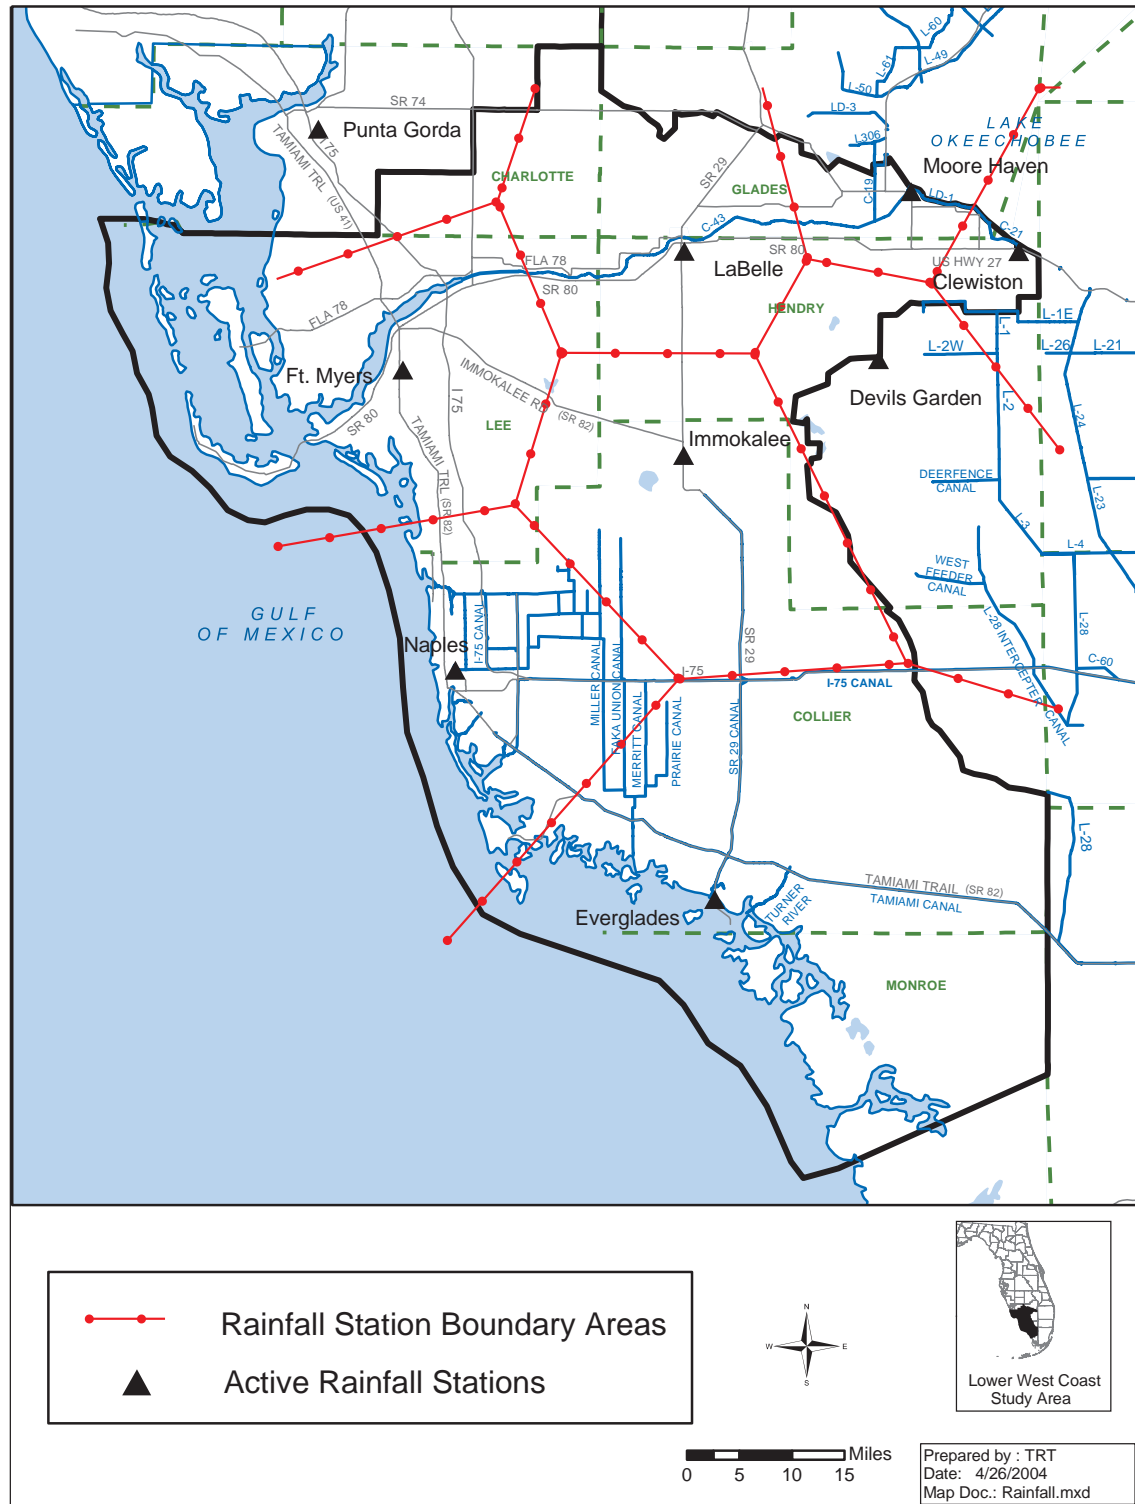 L-60
L-61
L-49
L-50
SR 74
LD-3
Punta Gorda
I 75
TAMIAMI TRL (US 41)
L306
LAKE
OKEECHOBEE
Moore Haven
SR 29
CHARLOTTE
GLADES
C-19
LD-1
C-43
C-21
SR 80
FLA 78
SR 80
LaBelle
US HWY 27
Clewiston
FLA 78
HENDRY
L-1
L-1E
L-2W
L-26
L-21
Ft. Myers
IMMOKALEE RD (SR 82)
I 75
Devils Garden
L-2
L-24
SR 80
TAMIAMI TRL (SR 82)
LEE
Immokalee
DEERFENCE
CANAL
L-23
L-3
L-4
WEST
FEEDER
CANAL
GULF
OF MEXICO
I-75 CANAL
Naples
SR 29
L-28
L-28 INTERCEPTER CANAL
C-60
I-75
I-75 CANAL
MILLER CANAL
FAKA UNION CANAL
MERRITT CANAL
PRAIRIE CANAL
SR 29 CANAL
COLLIER
L-28
TAMIAMI TRAIL (SR 82)
TAMIAMI CANAL
TURNER
RIVER
Everglades
MONROE
Rainfall Station Boundary Areas
Active Rainfall Stations
N
W
E
S
Lower West Coast
Study Area
Miles
0 5 10 15
Prepared by : TRT
Date: 4/26/2004
Map Doc.: Rainfall.mxd